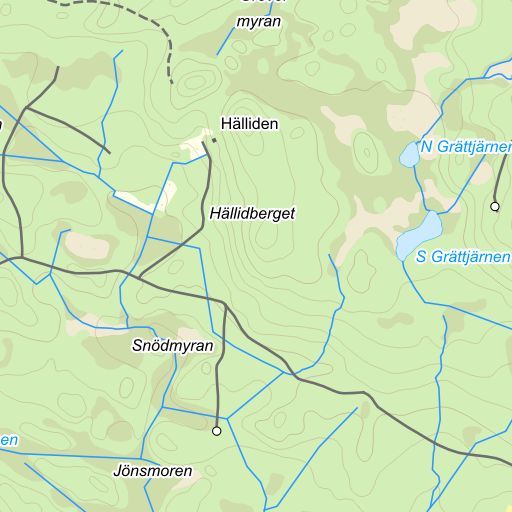 myran
Hälliden
N Grättjärnen
Hällidberget
S Grättjärnen
Snödmyran
Jönsmoren